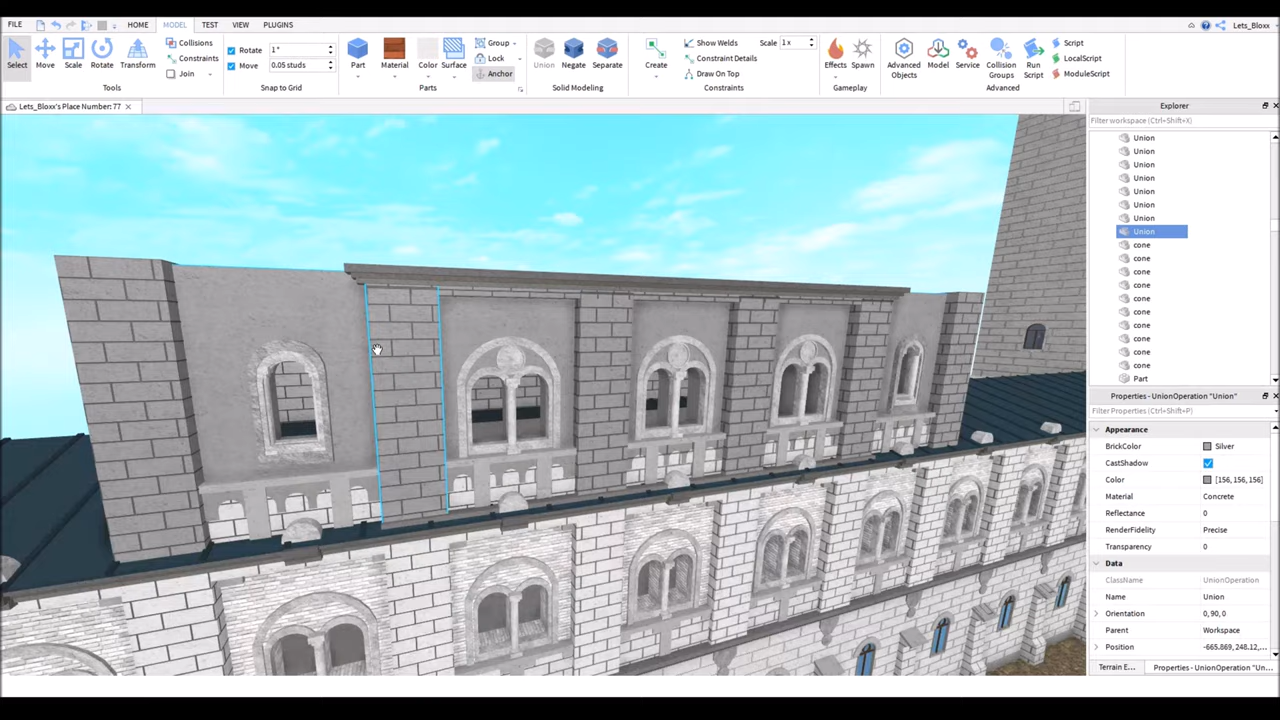 FILE
HOME
MODEL
TEST
VIEW
PLUGINS
Lets_Bloxx
Select
Move
Scale
Rotate
Transform
Collisions
Constraints
Join
Tools
Rotate
1 °
Move
0.05 studs
Snap to Grid
Part
Material
Color
Surface
Group
Lock
Anchor
Parts
Union
Negate
Separate
Solid Modeling
Create
Show Welds
Constraint Details
Draw On Top
Scale
1 x
Constraints
Effects
Spawn
Gameplay
Advanced Objects
Model
Service
Collision Groups
Run Script
Script
LocalScript
ModuleScript
Advanced
Lets_Bloxx's Place Number: 77
Explorer
Filter workspace (Ctrl+Shift+X)
Union
Union
Union
Union
Union
Union
Union
Union
cone
cone
cone
cone
cone
cone
cone
cone
cone
cone
Part
Properties - UnionOperation "Union"
Filter Properties (Ctrl+Shift+P)
Appearance
BrickColor
Silver
CastShadow
Color
[156, 156, 156]
Material
Concrete
Reflectance
0
RenderFidelity
Precise
Transparency
0
Data
ClassName
UnionOperation
Name
Union
Orientation
0, 90, 0
Parent
Workspace
Position
-665.869, 248.12,...
Terrain E...
Properties - UnionOperation "Un...